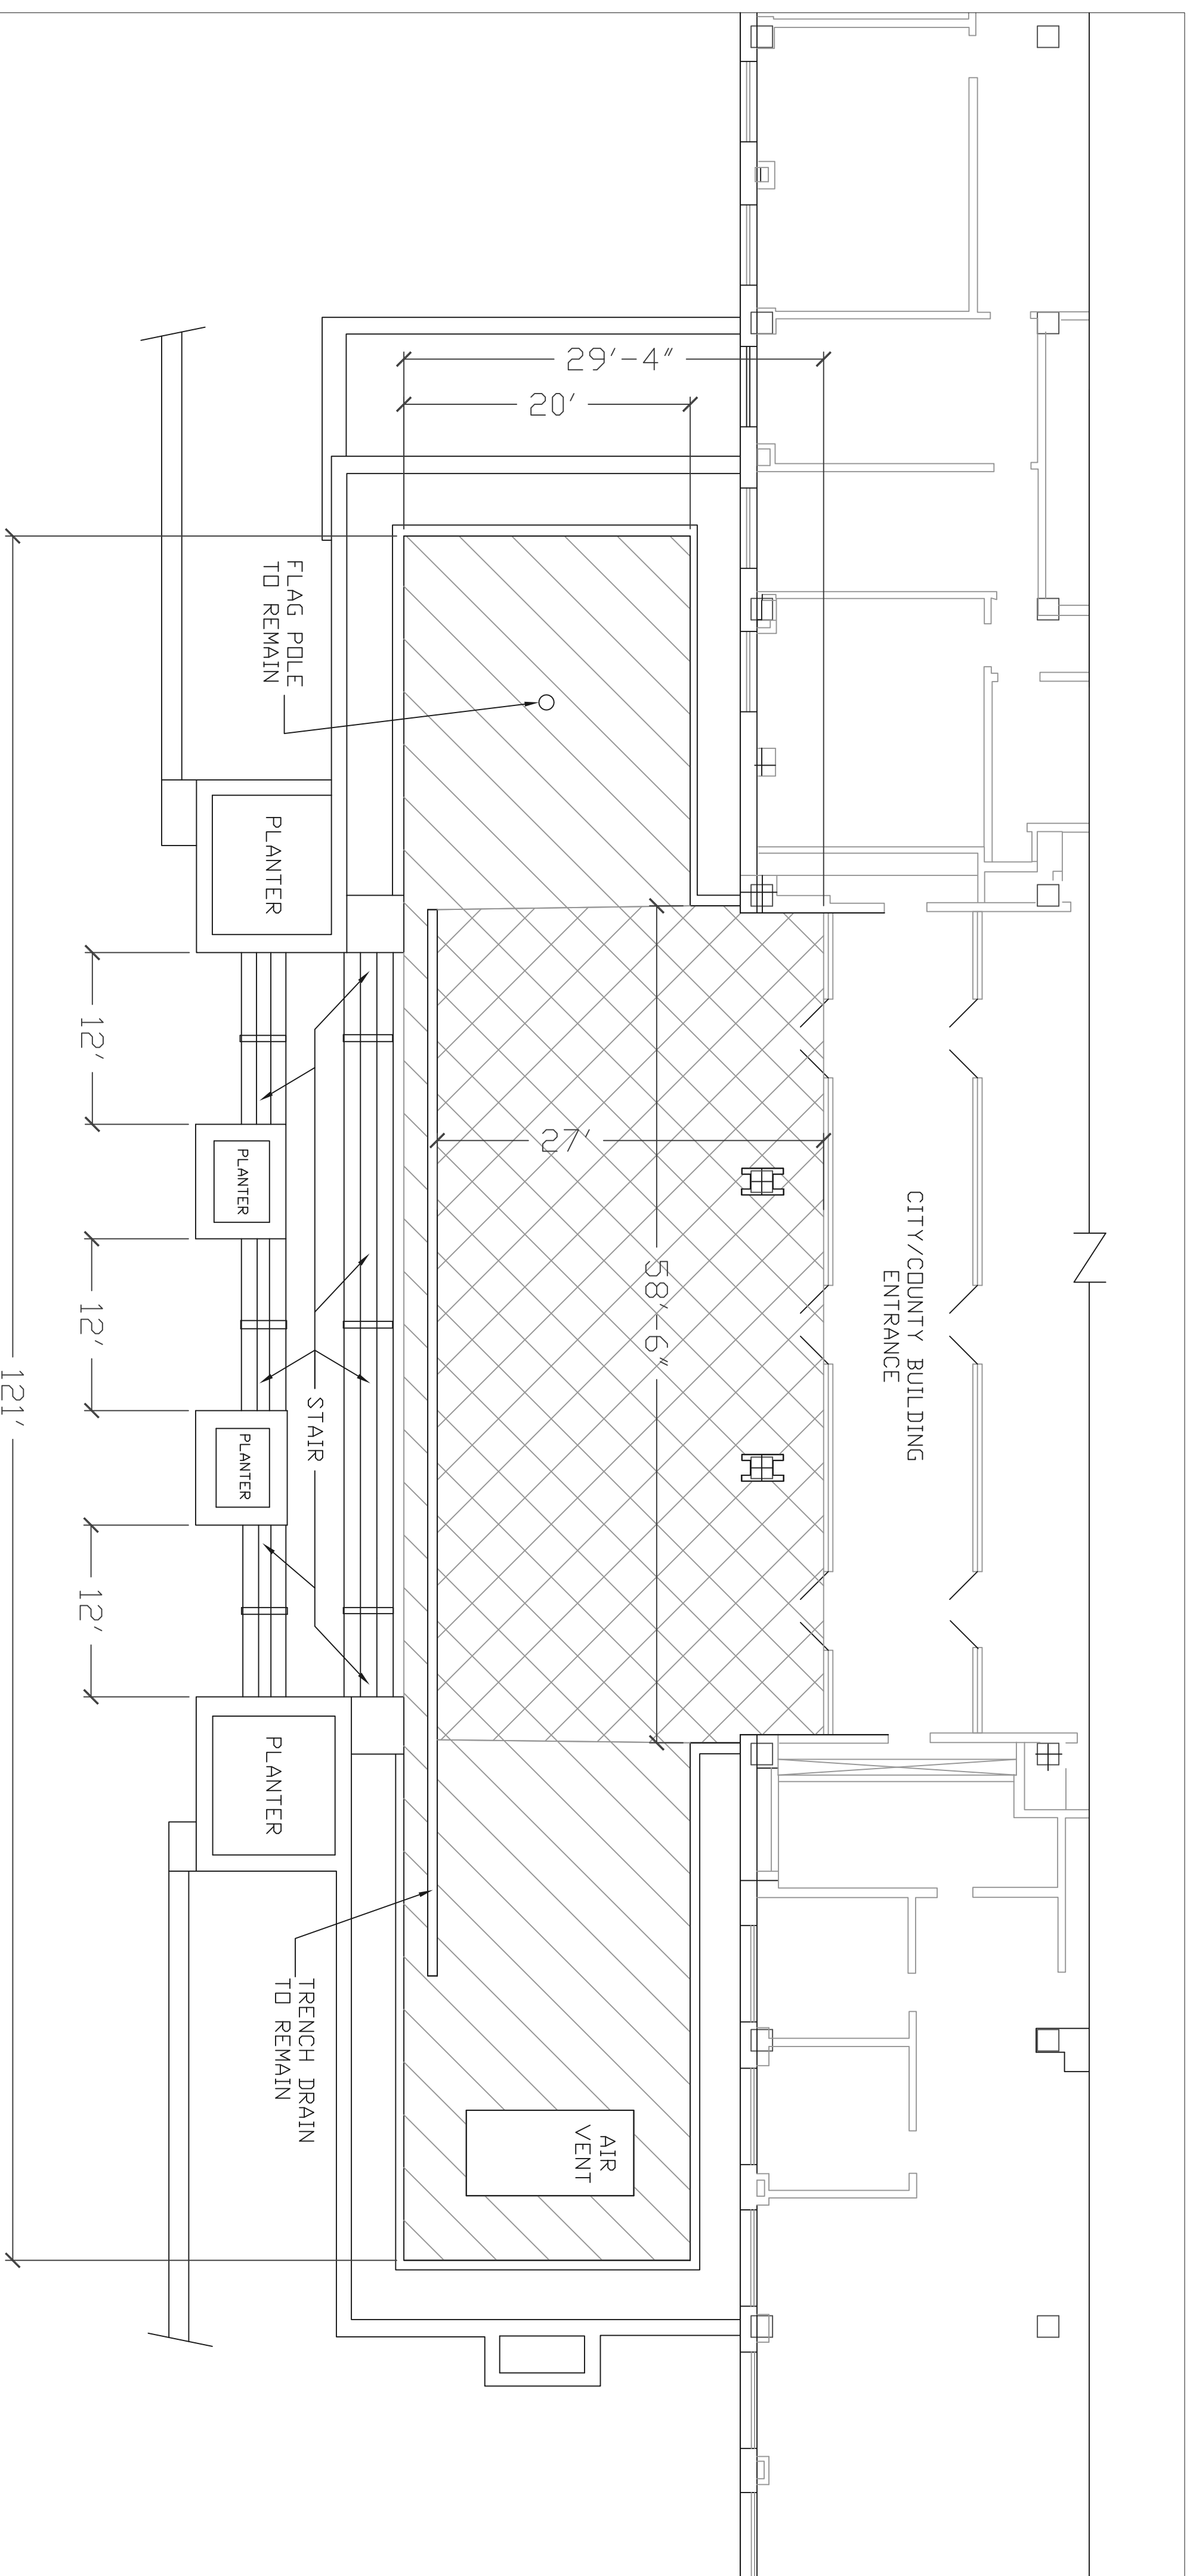 CITY/COUNTY BUILDING
ENTRANCE
29'-4"
20'
27'
58'-6"
FLAG POLE
TO REMAIN
PLANTER
PLANTER
PLANTER
PLANTER
STAIR
AIR
VENT
TRENCH DRAIN
TO REMAIN
12'
12'
12'
121'